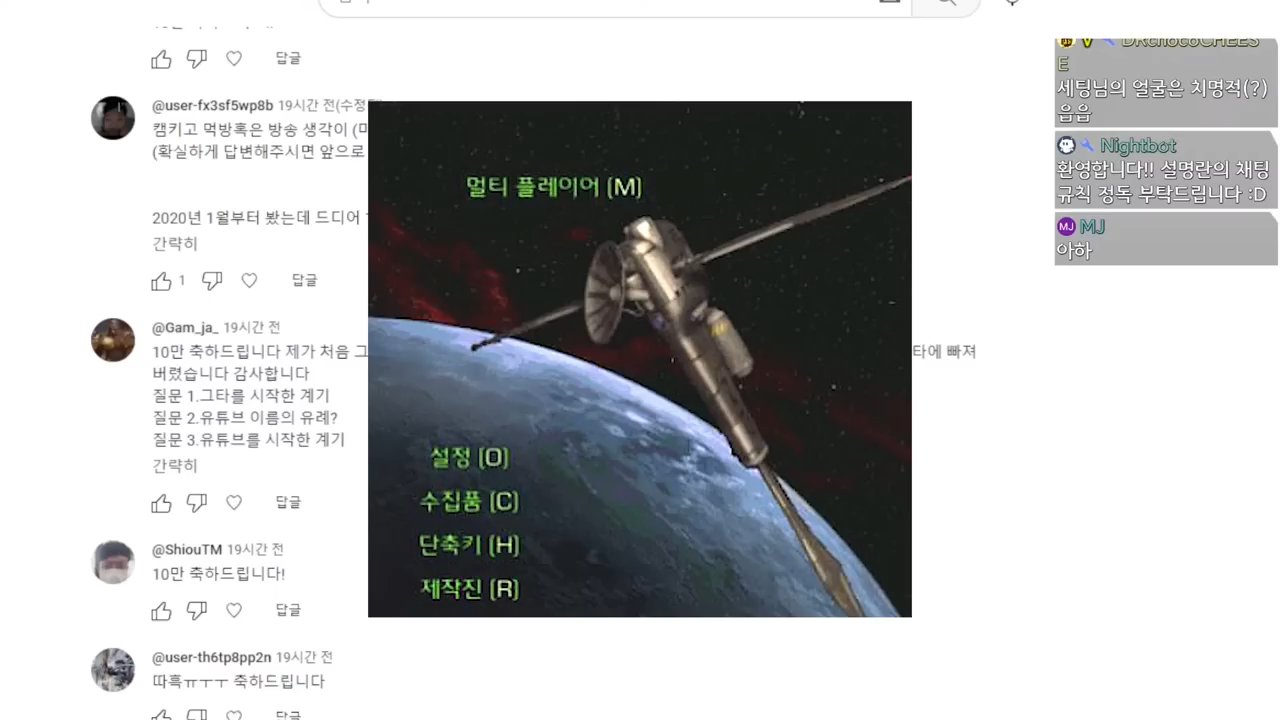 답글
@user-fx3sf5wp8b 19시간 전(수정
캠키고 먹방혹은 방송 생각이
(확실하게 답변해주시면 앞으로
2020년 1월부터 봤는데 드디어
간략히
1
답글
@Gam_ja_ 19시간 전
10만 축하드립니다 제가 처음 그
타에 빠져
버렸습니다 감사합니다
질문 1.그타를 시작한 계기
질문 2.유튜브 이름의 유례?
질문 3.유튜브를 시작한 계기
간략히
답글
@ShiouTM 19시간 전
10만 축하드립니다!
답글
@user-th6tp8pp2n 19시간 전
따흑ㅠㅜㅜ 축하드립니다
답글
멀티 플레이어 (M)
설정 (O)
수집품 (C)
단축키 (H)
제작진 (R)
DRchocoCHEES
E
세팅님의 얼굴은 치명적(?)
읍읍
Nightbot
환영합니다!! 설명란의 채팅
규칙 정독 부탁드립니다 :D
MJ
MJ
아하